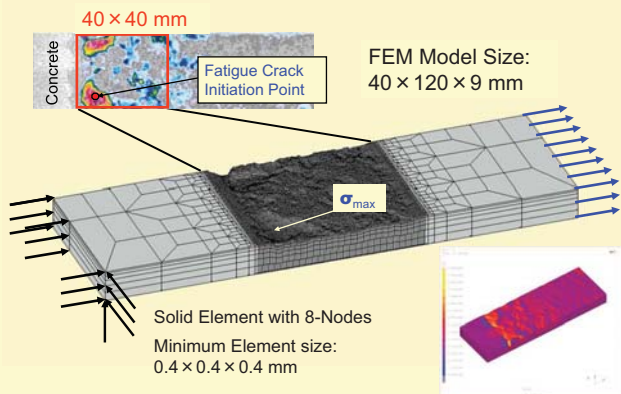 40 × 40 mm
Concrete
Fatigue Crack
Initiation Point
FEM Model Size:
40 × 120 × 9 mm
σmax
Solid Element with 8-Nodes
Minimum Element size:
0.4 × 0.4 × 0.4 mm